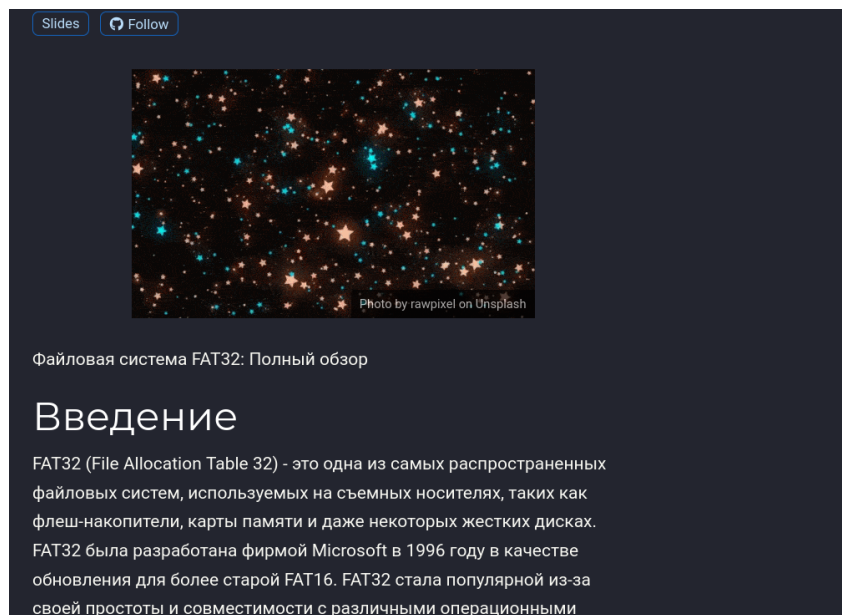 Slides
Follow
Photo by rawpixel on Unsplash
Файловая система FAT32: Полный обзор
Введение
FAT32 (File Allocation Table 32) - это одна из самых распространенных
файловых систем, используемых на съемных носителях, таких как
флеш-накопители, карты памяти и даже некоторых жестких дисках.
FAT32 была разработана фирмой Microsoft в 1996 году в качестве
обновления для более старой FAT16. FAT32 стала популярной из-за
своей простоты и совместимости с различными операционными